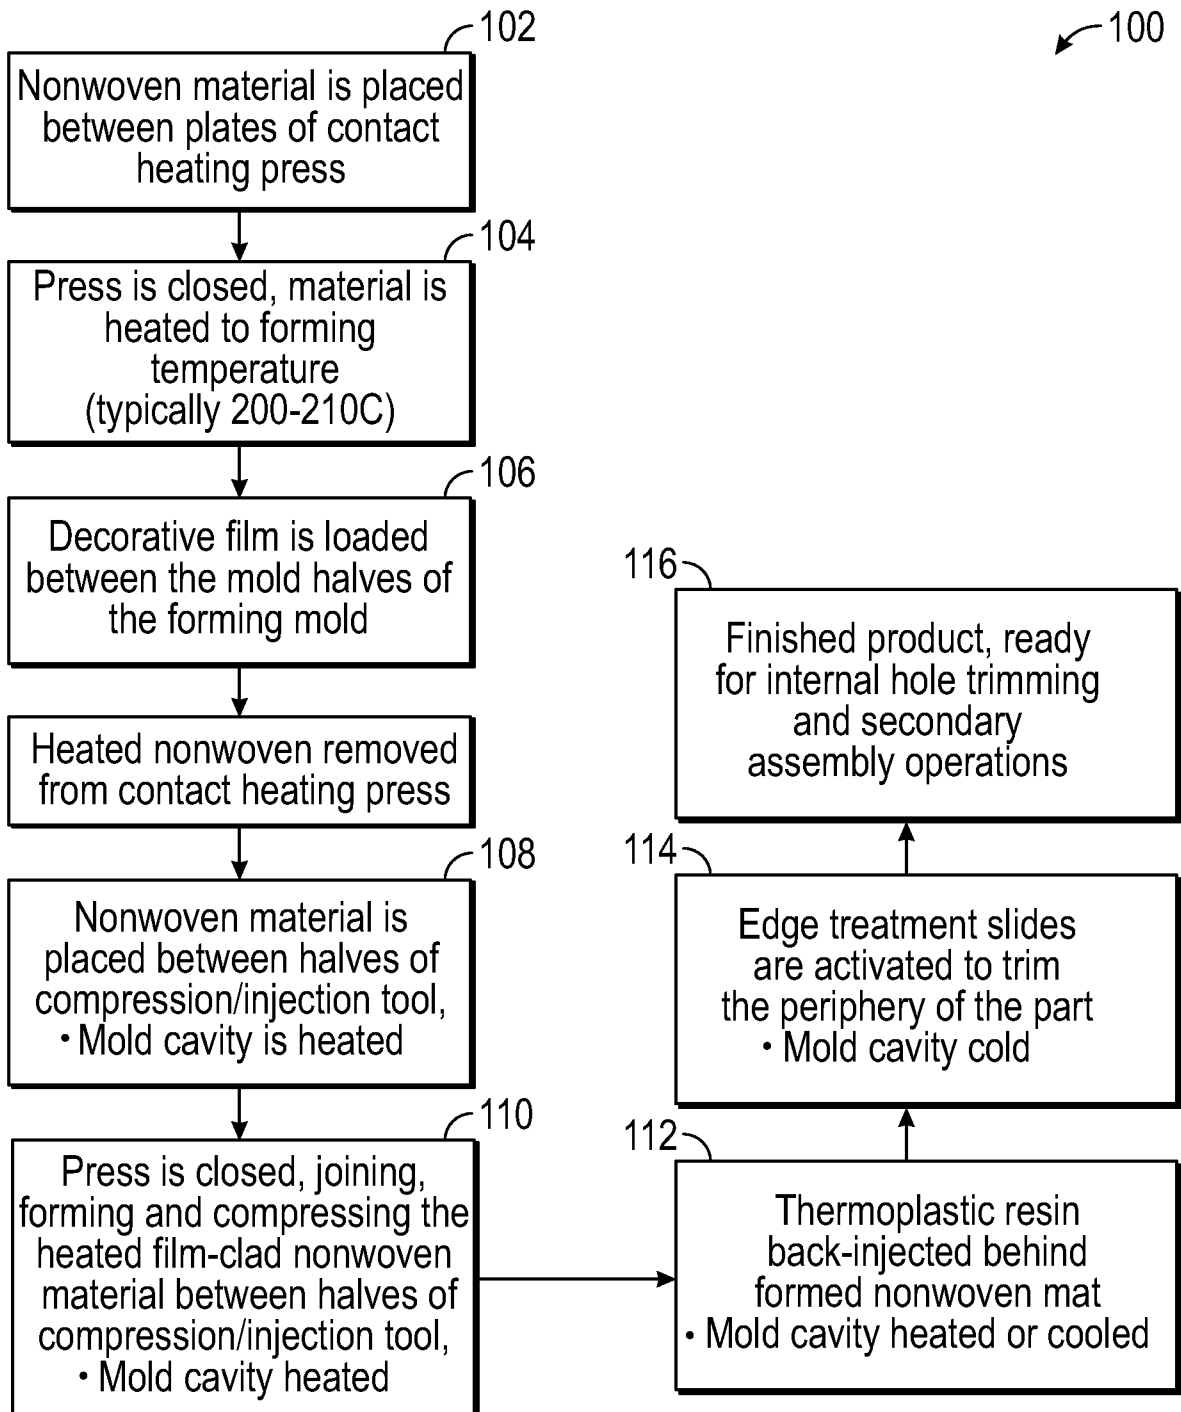 100
102
Nonwoven material is placed
between plates of contact
heating press
104
Press is closed, material is
heated to forming
temperature
(typically 200-210C)
106
Decorative film is loaded
between the mold halves of
the forming mold
Heated nonwoven removed
from contact heating press
108
Nonwoven material is
placed between halves of
compression/injection tool,
• Mold cavity is heated
110
Press is closed, joining,
forming and compressing the
heated film-clad nonwoven
material between halves of
compression/injection tool,
• Mold cavity heated
112
Thermoplastic resin
back-injected behind
formed nonwoven mat
• Mold cavity heated or cooled
114
Edge treatment slides
are activated to trim
the periphery of the part
• Mold cavity cold
116
Finished product, ready
for internal hole trimming
and secondary
assembly operations